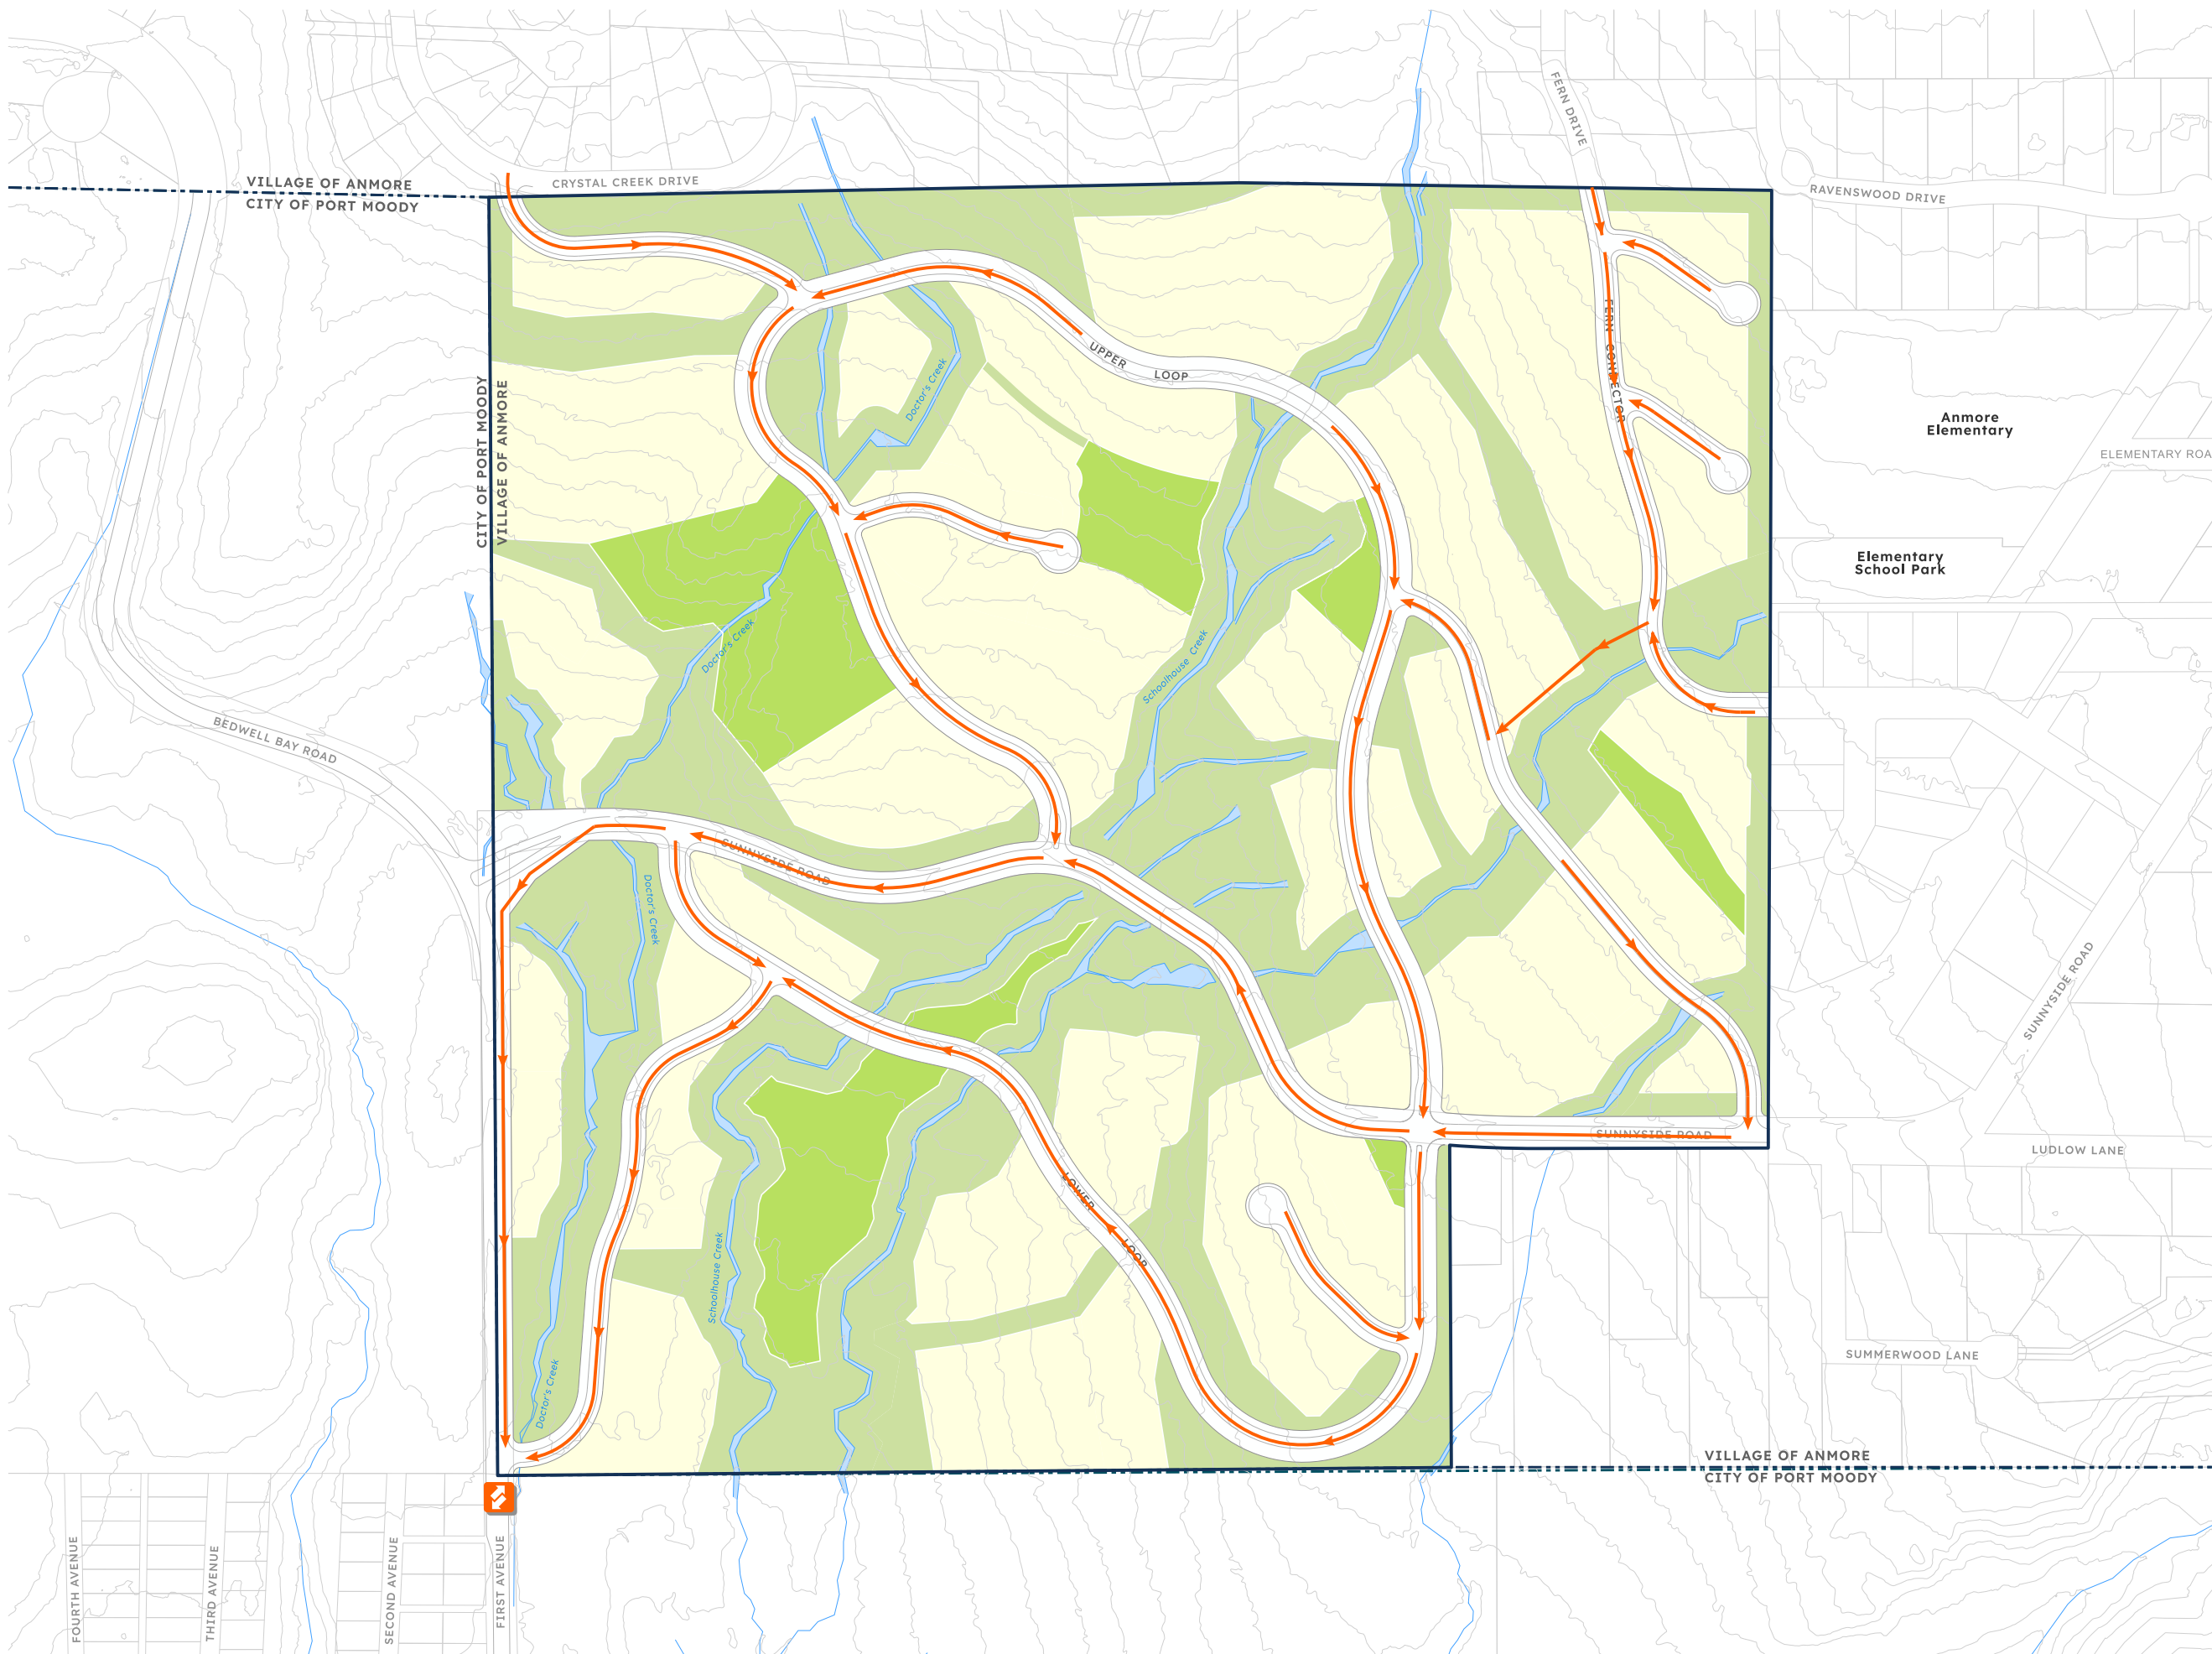 FERN DRIVE
VILLAGE OF ANMORE
CITY OF PORT MOODY
CRYSTAL CREEK DRIVE
RAVENSWOOD DRIVE
UPPER
LOOP
FERN CONNECTOR
Doctor's Creek
CITY OF PORT MOODY
VILLAGE OF ANMORE
Anmore
Elementary
ELEMENTARY ROA
Elementary
School Park
Doctor's Creek
Schoolhouse Creek
BEDWELL BAY ROAD
SUNNYSIDE ROAD
Doctor's Creek
SUNNYSIDE ROAD
SUNNYSIDE ROAD
LUDLOW LANE
LOWER
LOOP
Schoolhouse Creek
SUMMERWOOD LANE
Doctor's Creek
VILLAGE OF ANMORE
CITY OF PORT MOODY
FOURTH AVENUE
THIRD AVENUE
SECOND AVENUE
FIRST AVENUE